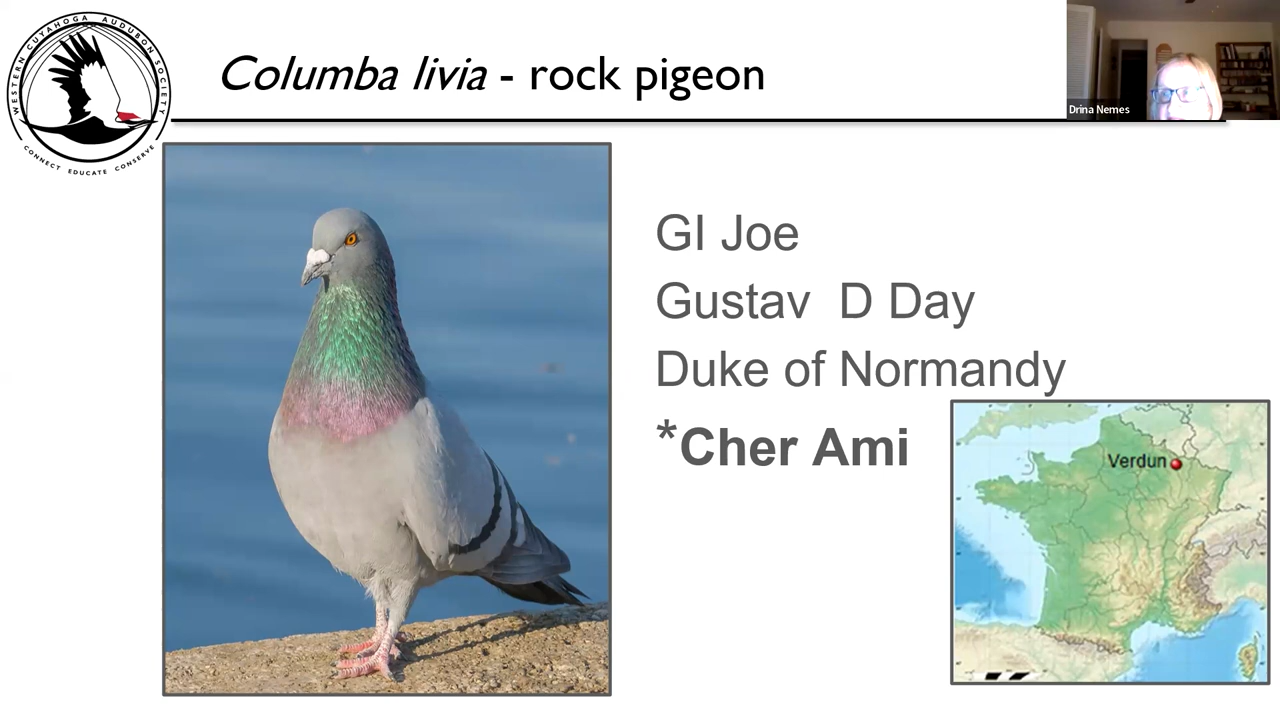 WESTERN CUYAHOGA AUDUBON SOCIETY
CONNECT EDUCATE CONSERVE
Columba livia - rock pigeon
Drina Nemes
GI Joe
Gustav  D Day
Duke of Normandy
*Cher Ami
Verdun